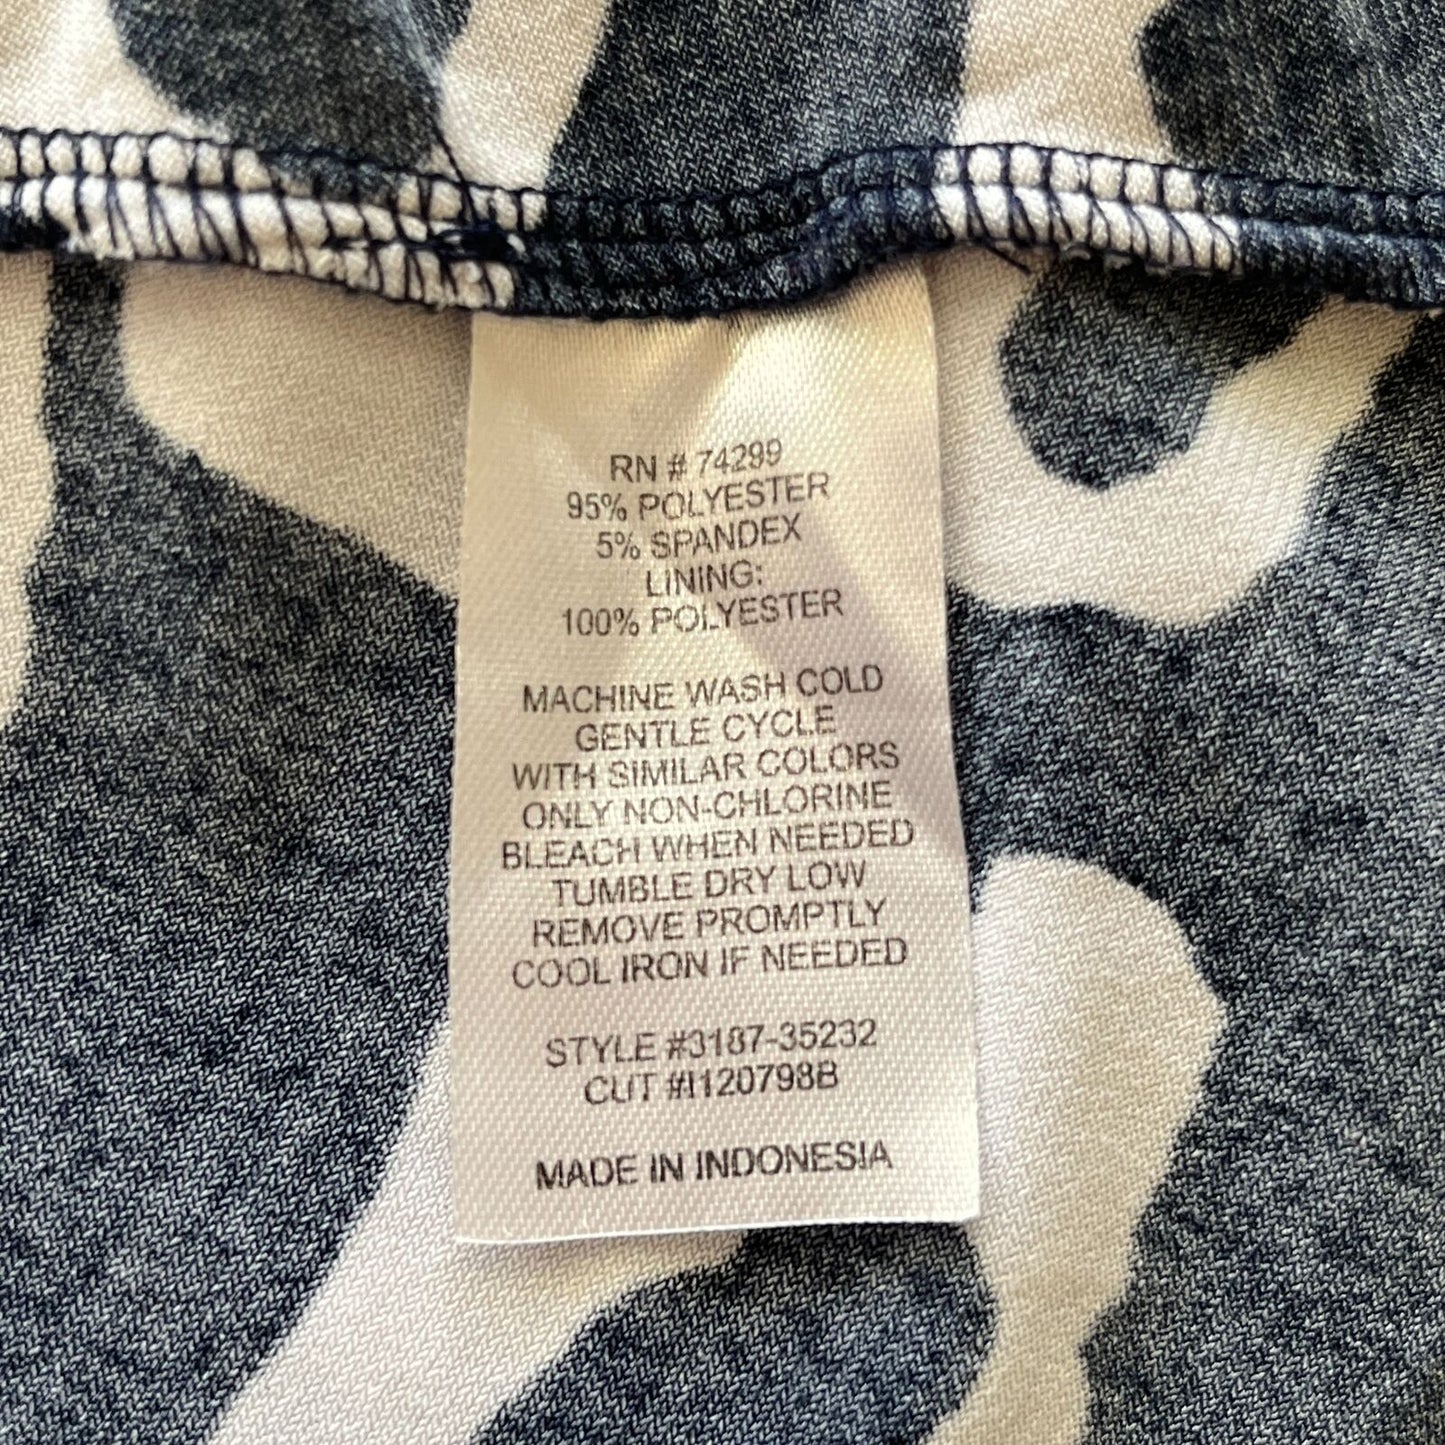 RN # 74299
95% POLYESTER
5% SPANDEX
LINING:
100% POLYESTER
MACHINE WASH COLD
GENTLE CYCLE
WITH SIMILAR COLORS
ONLY NON-CHLORINE
BLEACH WHEN NEEDED
TUMBLE DRY LOW
REMOVE PROMPTLY
COOL IRON IF NEEDED
STYLE #3187-35232
CUT #I120798B
MADE IN INDONESIA